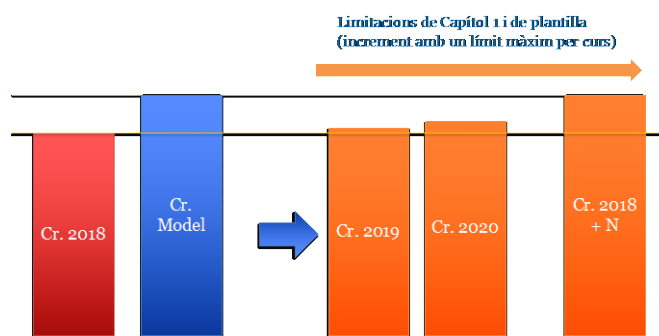 Limitacions de Capítol 1 i de plantilla
(increment amb un límit màxim per curs)
Cr. 2018
Cr.
Model
Cr. 2019
Cr. 2020
Cr. 2018
+ N